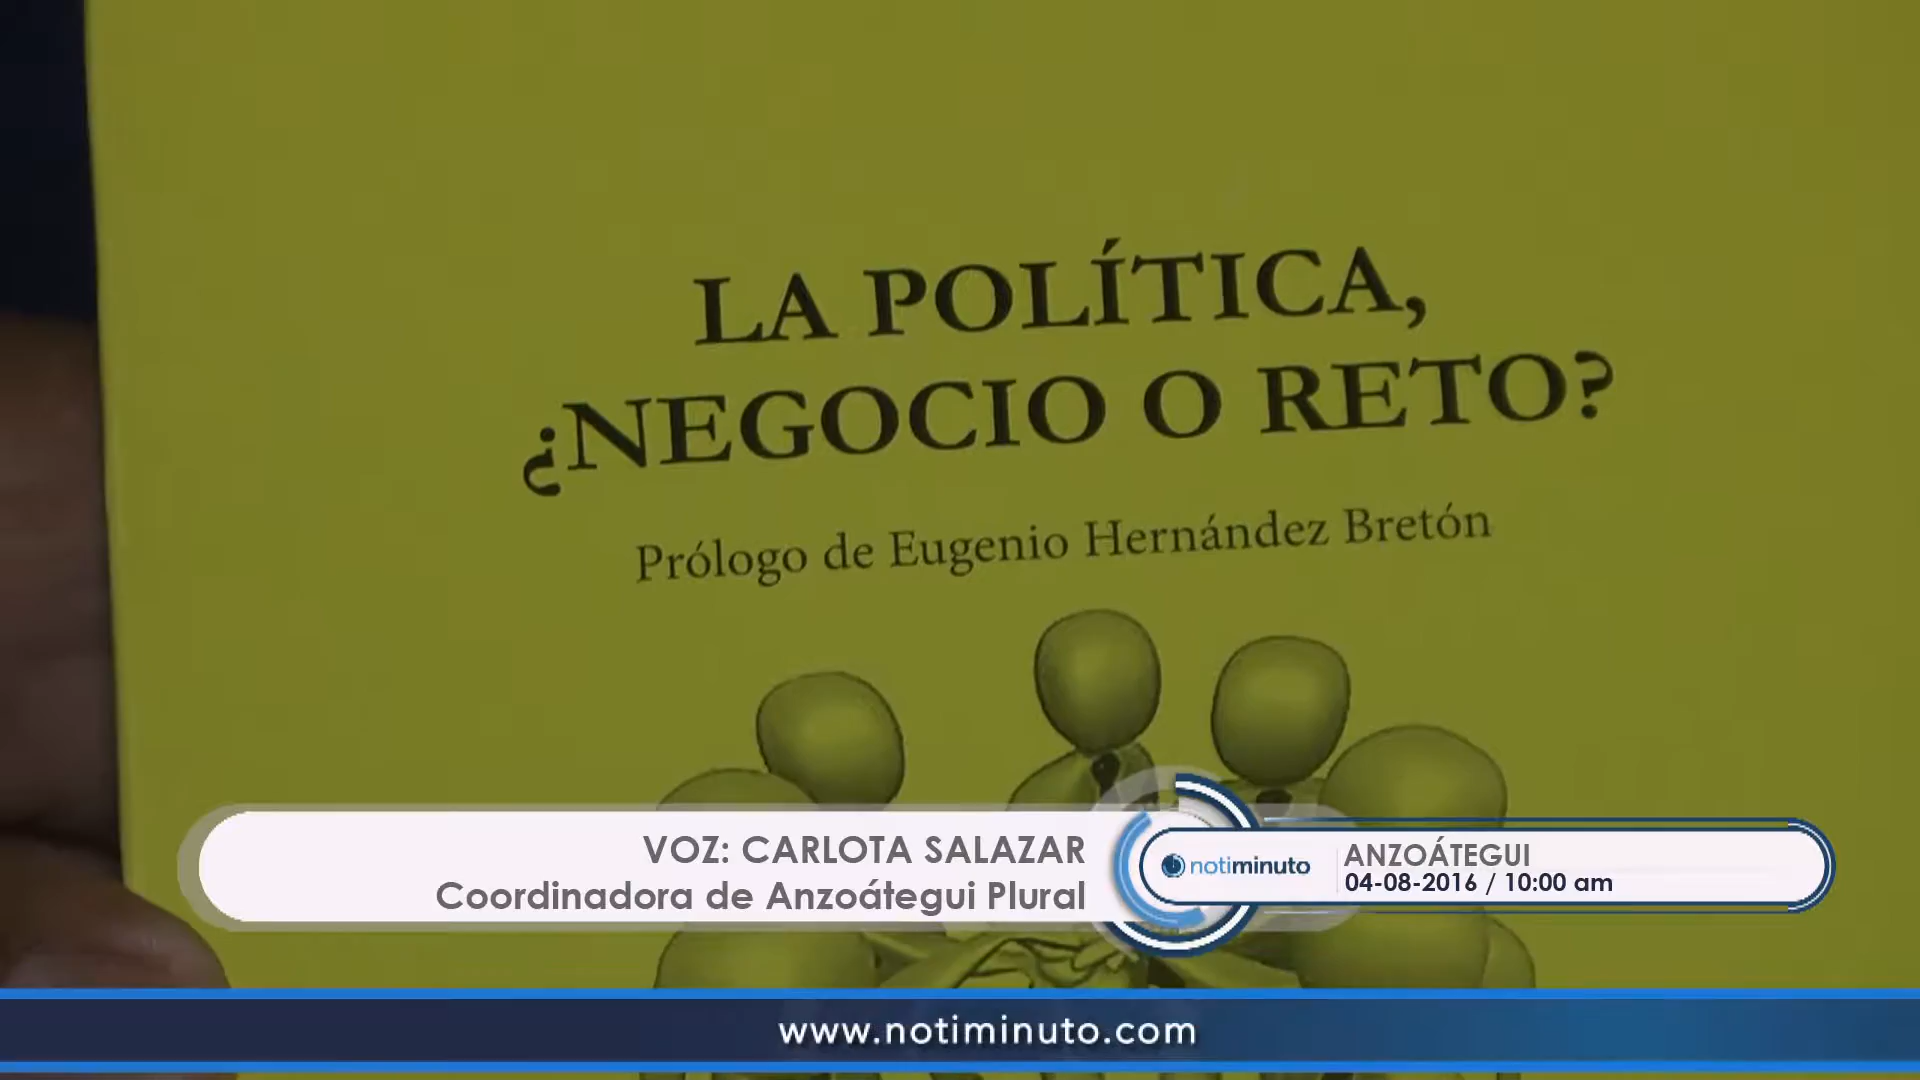 LA POLÍTICA,
¿NEGOCIO O RETO?
Prólogo de Eugenio Hernández Bretón
VOZ: CARLOTA SALAZAR
Coordinadora de Anzoátegui Plural
notiminuto
ANZOÁTEGUI
04-08-2016 / 10:00 am
www.notiminuto.com